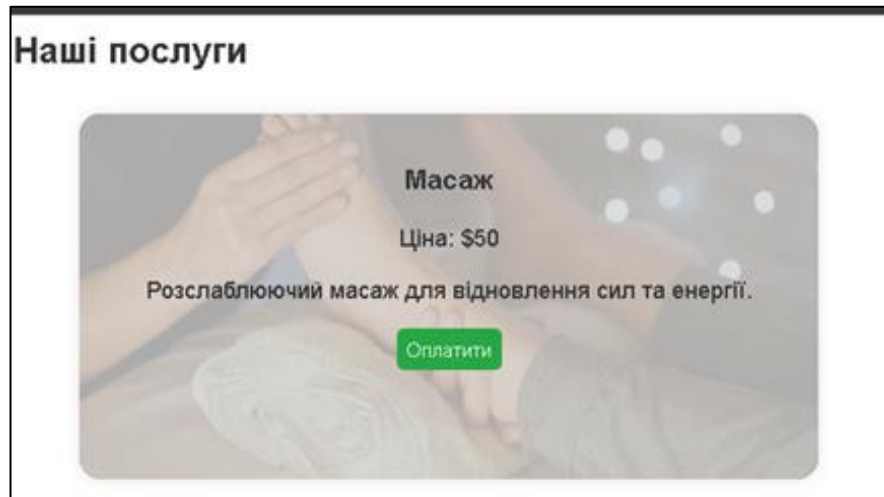 Наші послуги
Масаж
Ціна: $50
Розслаблюючий масаж для відновлення сил та енергії.
Оплатити